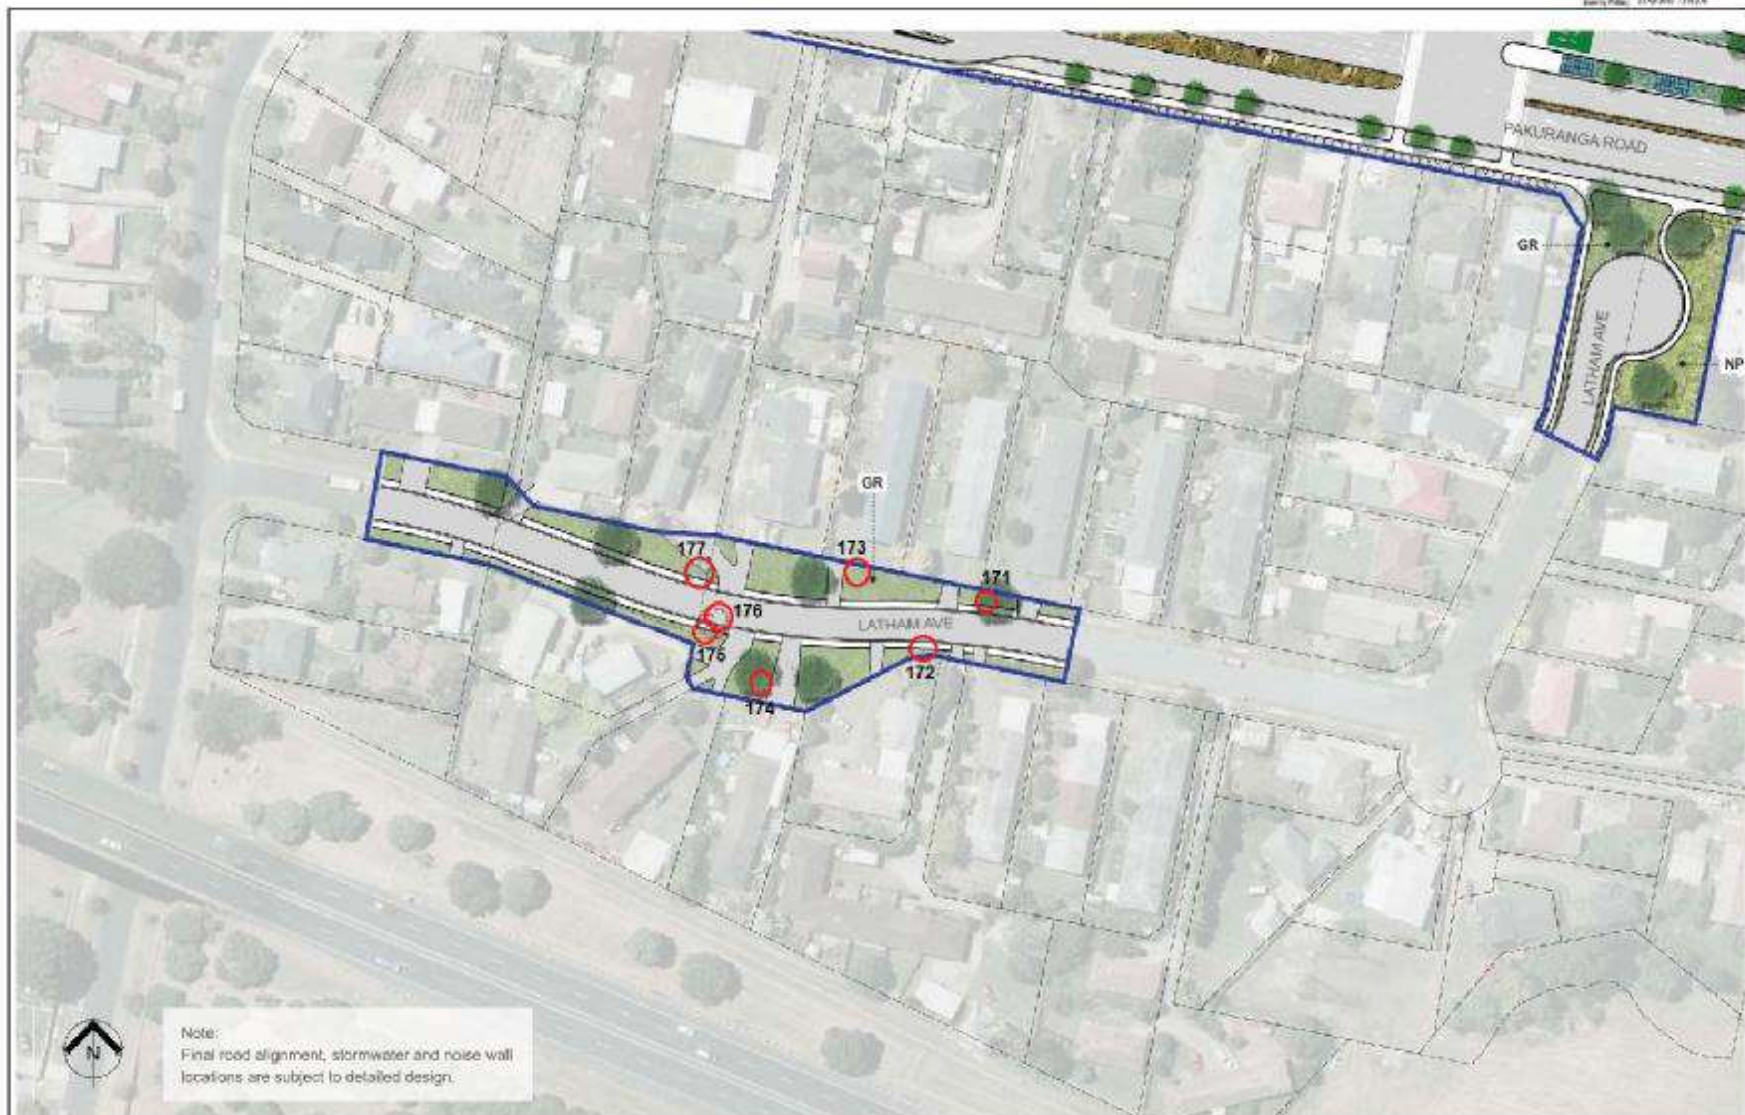 PAKURANGA ROAD
GR
LATHAM AVE
NP
GR
177
173
171
176
LATHAM AVE
175
172
174
N
Note:
Final road alignment, stormwater and noise wall
locations are subject to detailed design.